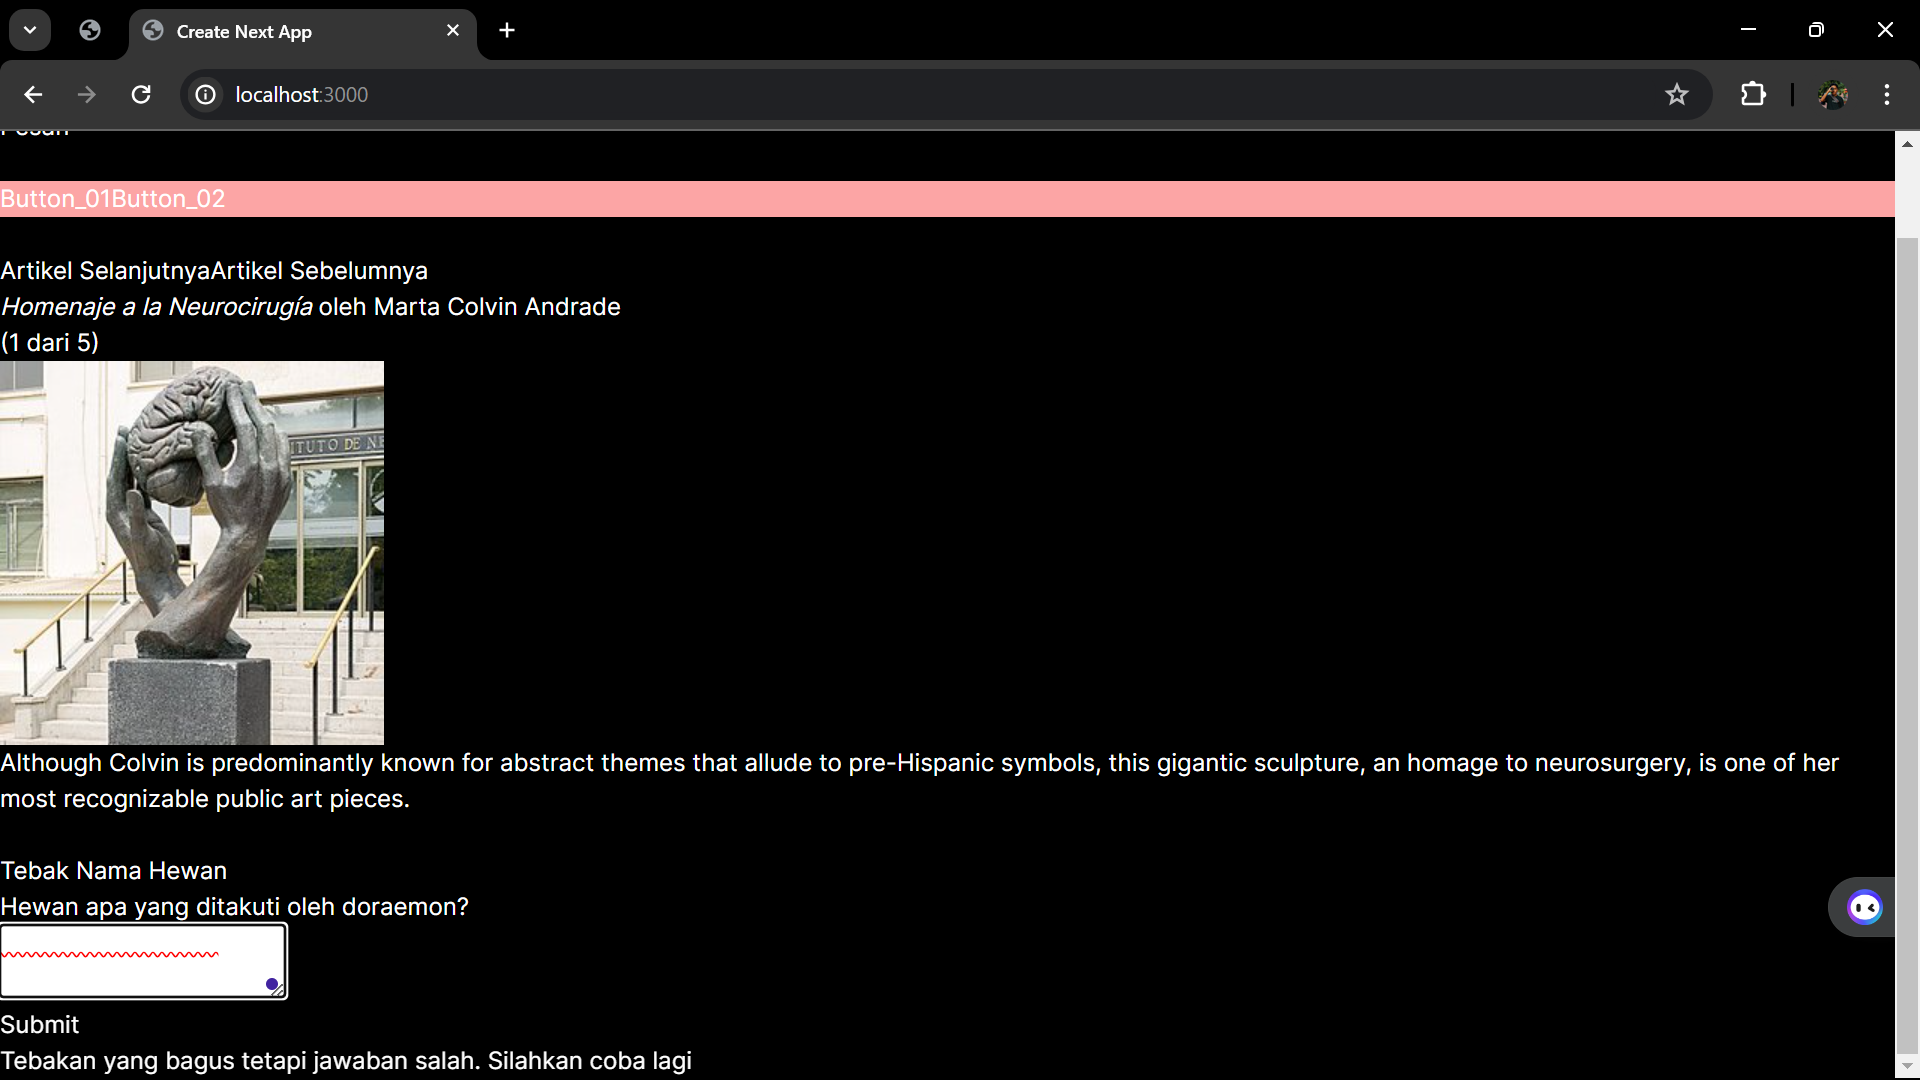 Create Next App
localhost:3000
Button_01Button_02
Artikel SelanjutnyaArtikel Sebelumnya
Homenaje a la Neurocirugía oleh Marta Colvin Andrade
(1 dari 5)
ITUTO DE NE
Although Colvin is predominantly known for abstract themes that allude to pre-Hispanic symbols, this gigantic sculpture, an homage to neurosurgery, is one of her
most recognizable public art pieces.
Tebak Nama Hewan
Hewan apa yang ditakuti oleh doraemon?
Submit
Tebakan yang bagus tetapi jawaban salah. Silahkan coba lagi